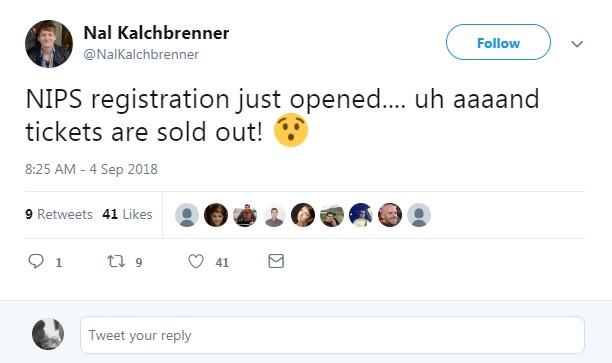 Nal Kalchbrenner
@NalKalchbrenner
Follow
NIPS registration just opened.... uh aaaand
tickets are sold out! 😯
8:25 AM - 4 Sep 2018
9 Retweets 41 Likes
1 9 41
Tweet your reply